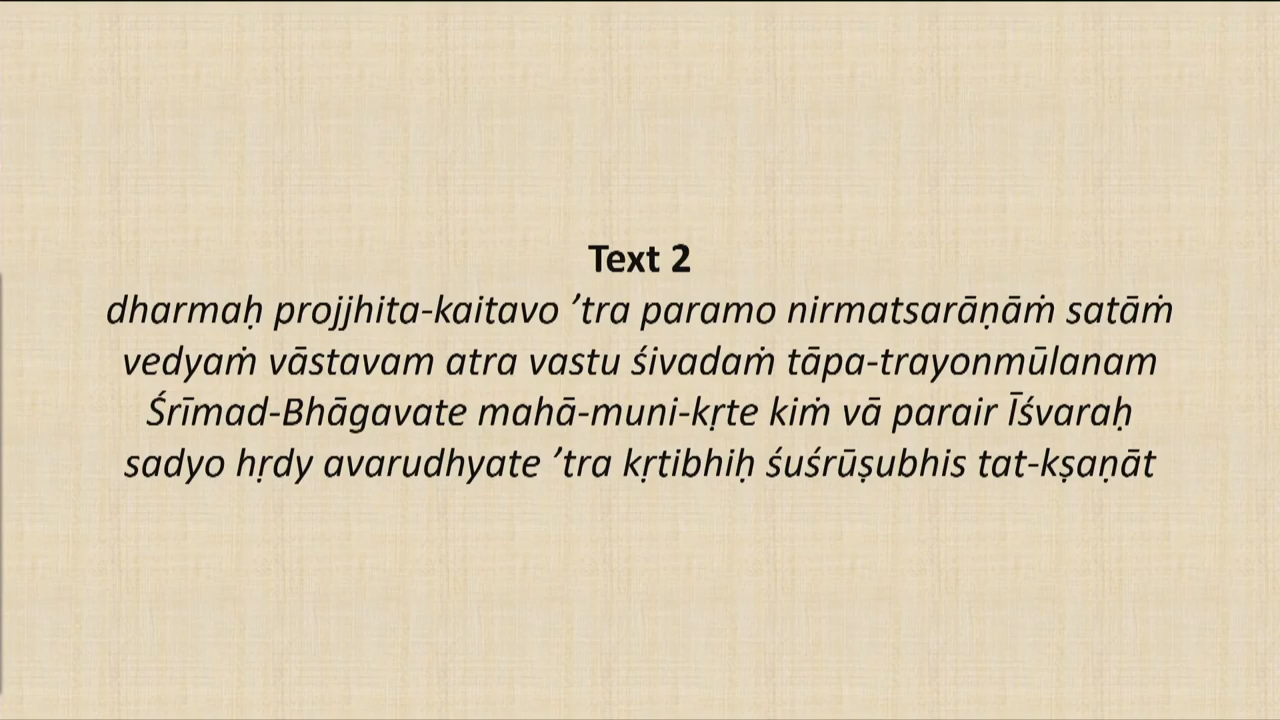 Text 2
dharmaḥ projjhita-kaitavo ’tra paramo nirmatsarāṇāṁ satāṁ
vedyaṁ vāstavam atra vastu śivadaṁ tāpa-trayonmūlanam
Śrīmad-Bhāgavate mahā-muni-kṛte kiṁ vā parair Īśvaraḥ
sadyo hṛdy avarudhyate ’tra kṛtibhiḥ śuśrūṣubhis tat-kṣaṇāt